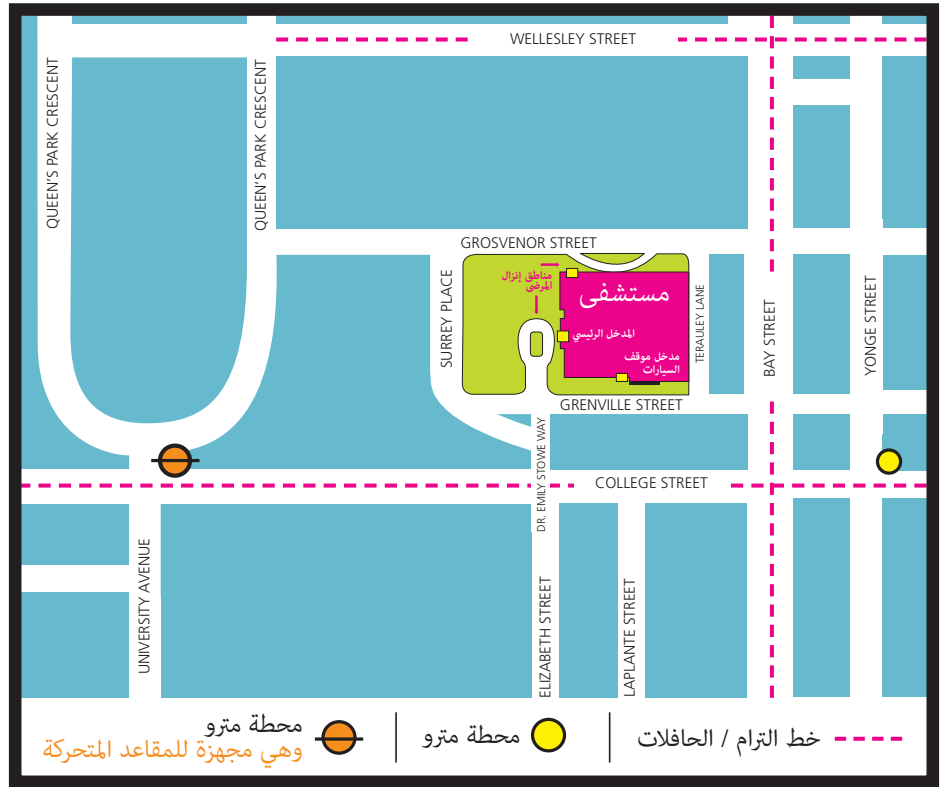 WELLESLEY STREET
QUEEN'S PARK CRESCENT
QUEEN'S PARK CRESCENT
GROSVENOR STREET
SURREY PLACE
مناطق إنزال
المرضى
مستشفى
المدخل الرئيسي
مدخل موقف
السيارات
TERAULEY LANE
BAY STREET
YONGE STREET
GRENVILLE STREET
DR. EMILY STOWE WAY
COLLEGE STREET
UNIVERSITY AVENUE
ELIZABETH STREET
LAPLANTE STREET
خط الترام / الحافلات
محطة مترو
محطة مترو
وهي مجهزة للمقاعد المتحركة